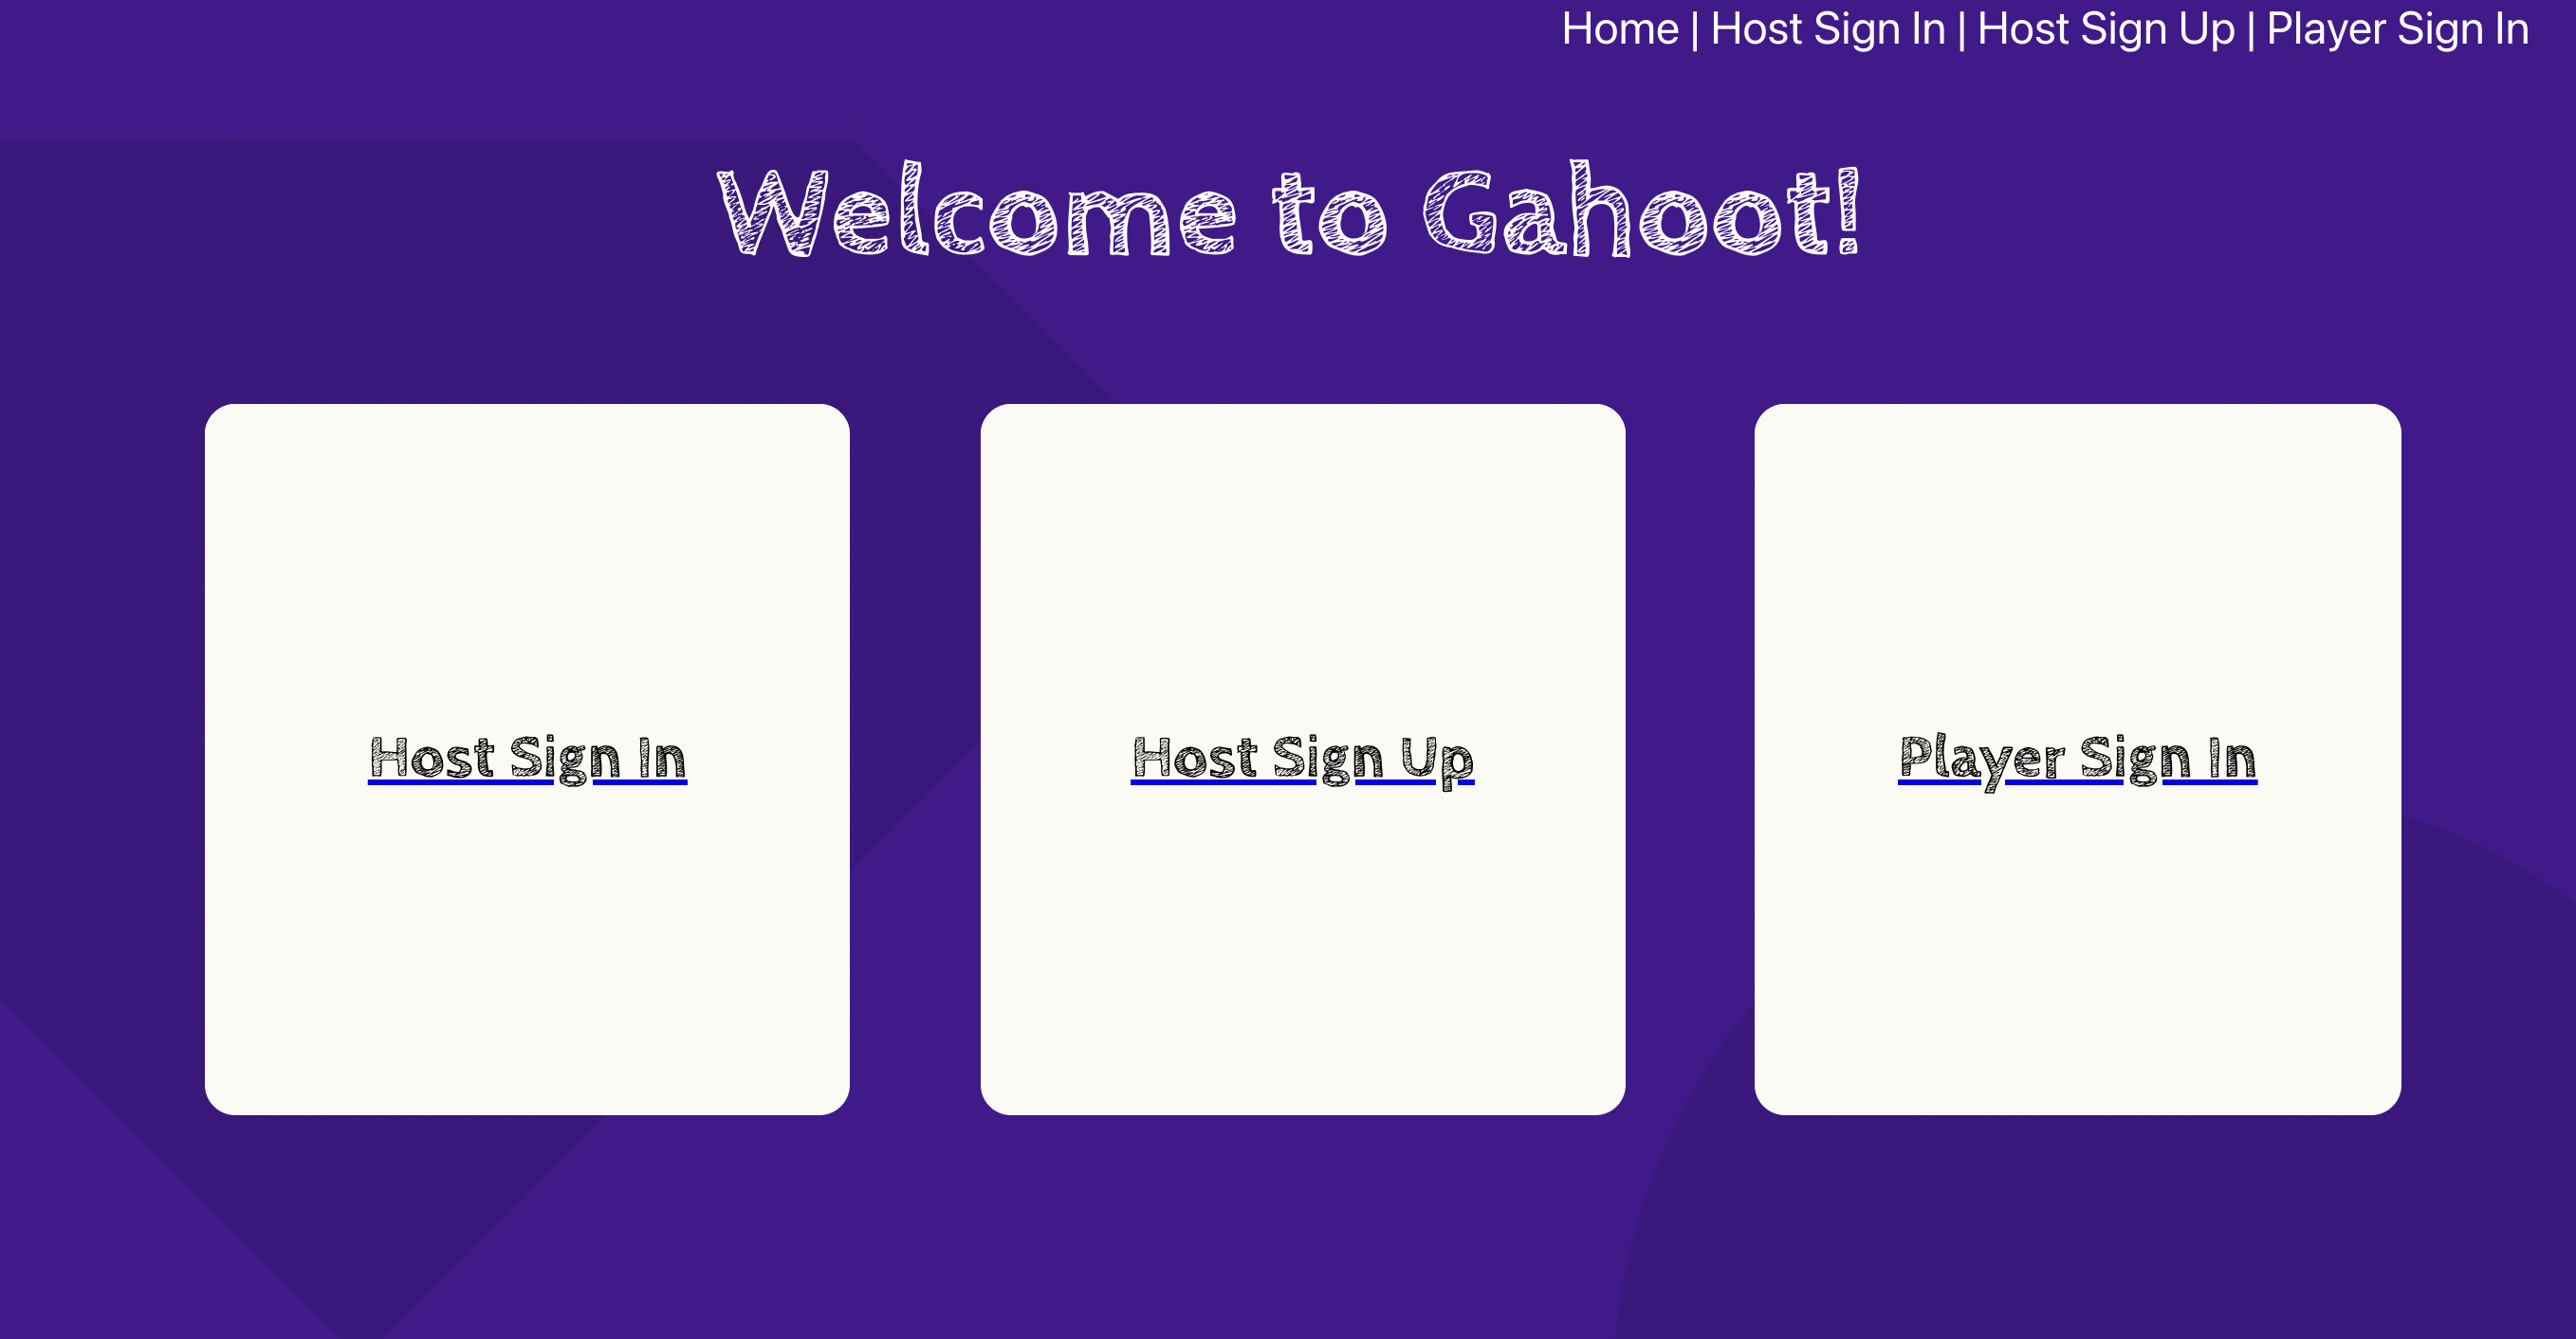 Home | Host Sign In | Host Sign Up | Player Sign In
Welcome to Gahoot!
Host Sign In
Host Sign Up
Player Sign In